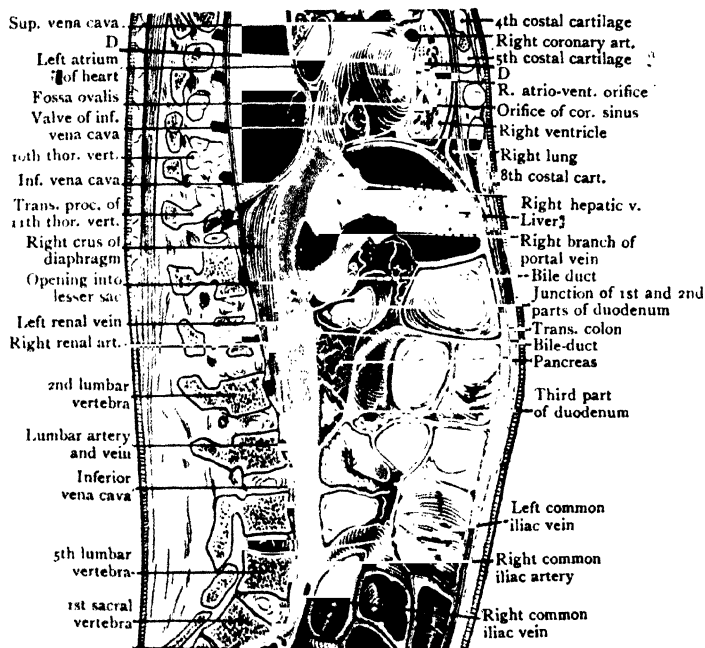 Sup. vena cava.
D
Left atrium
of heart
Fossa ovalis
Valve of inf.
vena cava
10th thor. vert.
Inf. vena cava
Trans. proc. of
11th thor. vert.
Right crus of
diaphragm
Opening into
lesser sac
Left renal vein
Right renal art.
2nd lumbar
vertebra
Lumbar artery
and vein
Inferior
vena cava
5th lumbar
vertebra
1st sacral
vertebra
4th costal cartilage
Right coronary art.
5th costal cartilage
D
R. atrio-vent. orifice
Orifice of cor. sinus
Right ventricle
Right lung
8th costal cart.
Right hepatic v.
Liver
Right branch of
portal vein
Bile duct
Junction of 1st and 2nd
parts of duodenum
Trans. colon
Bile-duct
Pancreas
Third part
of duodenum
Left common
iliac vein
Right common
iliac artery
Right common
iliac vein